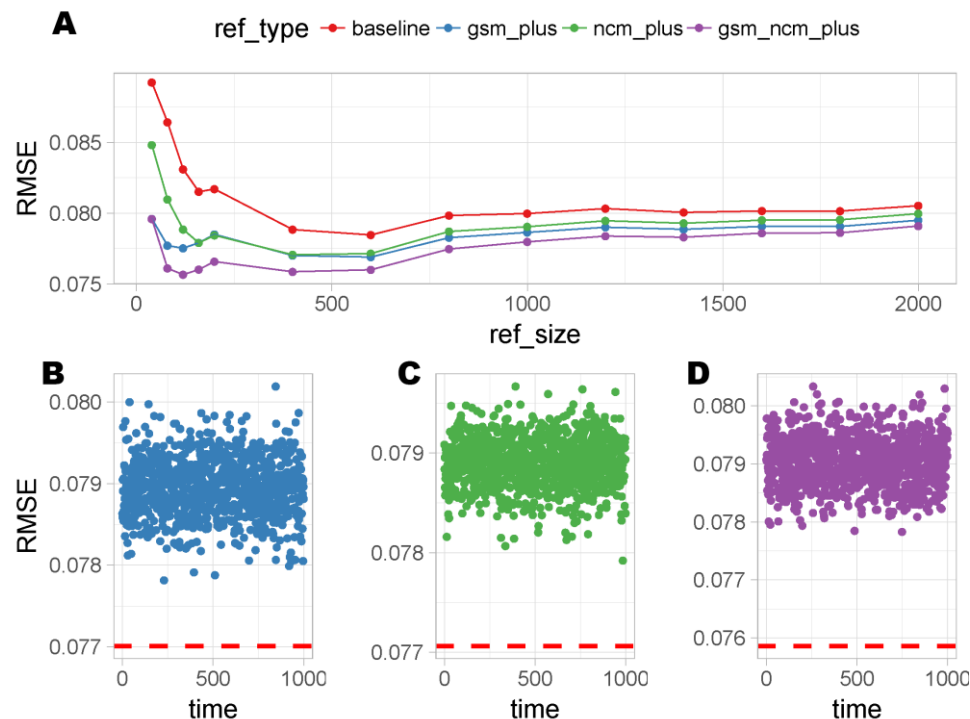 A
ref_type baseline gsm_plus ncm_plus gsm_ncm_plus
RMSE
0.085
0.080
0.075
0 500 1000 1500 2000
ref_size
B
RMSE
0.080
0.079
0.078
0.077
0 500 1000
time
C
0.079
0.078
0.077
0 500 1000
time
D
0.080
0.079
0.078
0.077
0.076
0 500 1000
time